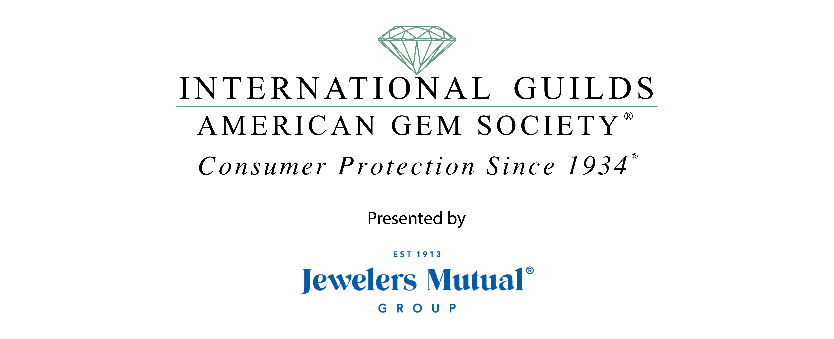 INTERNATIONAL GUILDS
AMERICAN GEM SOCIETY®
Consumer Protection Since 1934®
Presented by
EST 1913
Jewelers Mutual®
GROUP